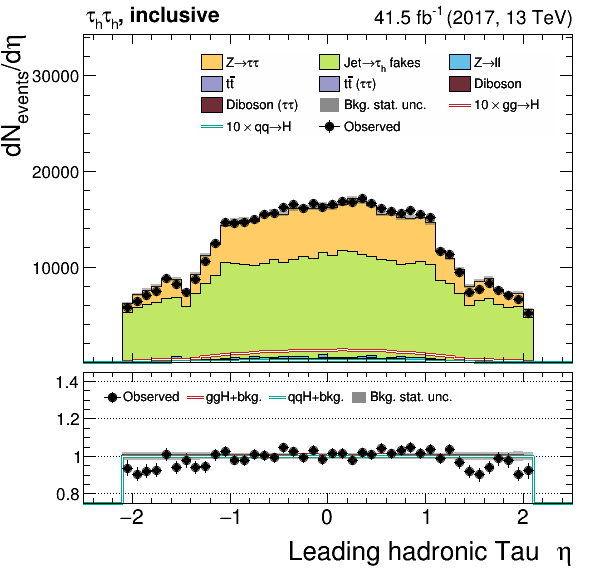 τhτh, inclusive
41.5 fb-1 (2017, 13 TeV)
dNevents/dη
Z→ττ
Jet→τh fakes
Z→ll
tt̄
tt̄ (ττ)
Diboson
Diboson (ττ)
Bkg. stat. unc.
10 × gg→H
10 × qq→H
Observed
30000
20000
10000
Observed
ggH+bkg.
qqH+bkg.
Bkg. stat. unc.
1.4
1.2
1
0.8
−2
−1
0
1
2
Leading hadronic Tau η